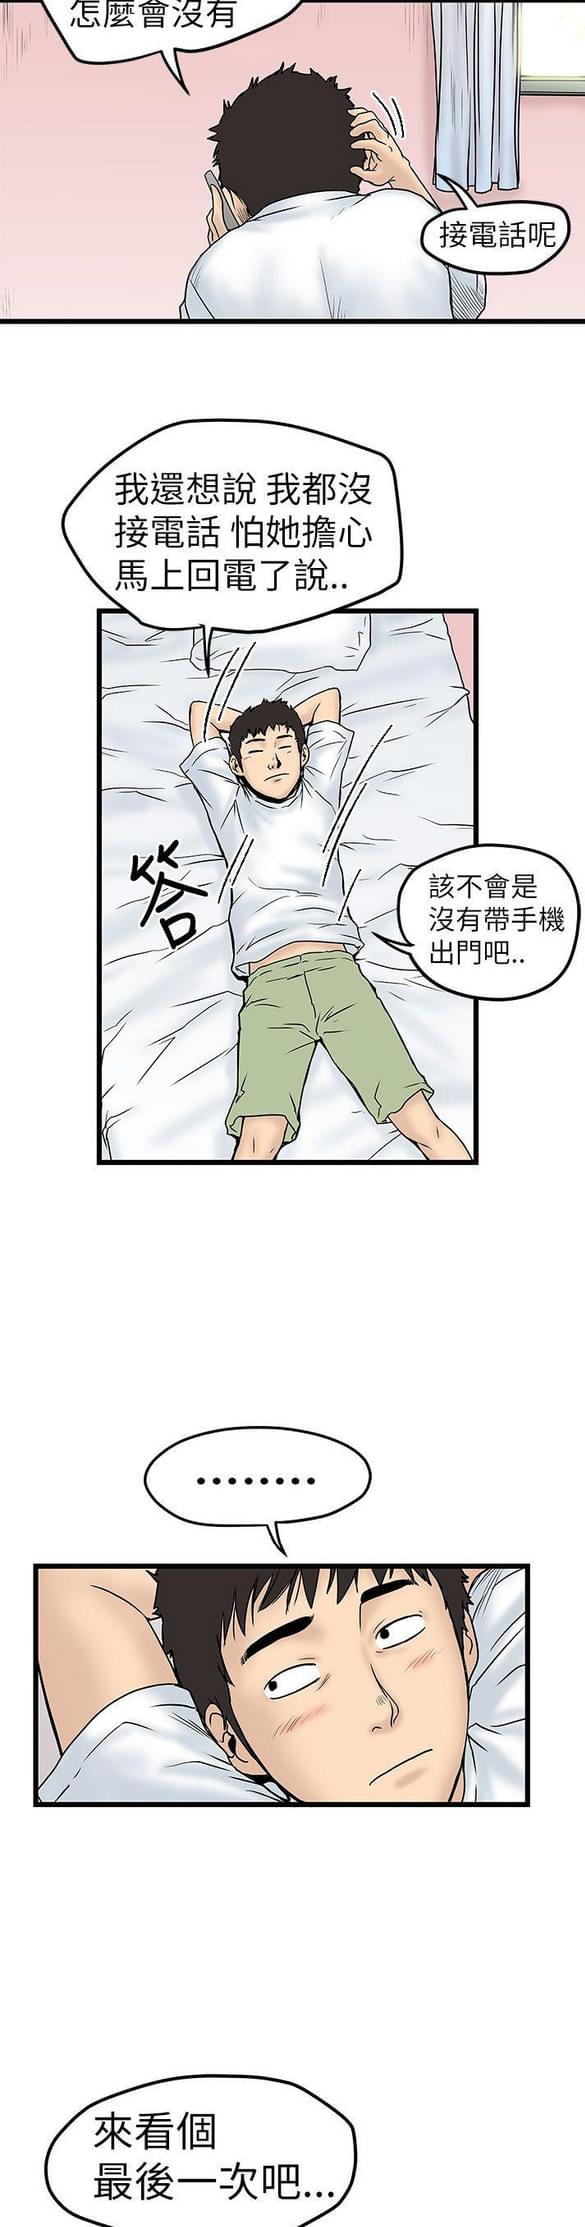 怎麼會沒有
接電話呢
我還想說 我都沒
接電話 怕她擔心
馬上回電了說..
答
該不會是
沒有帶手機
出門吧..
........
來看個
最後一次吧...